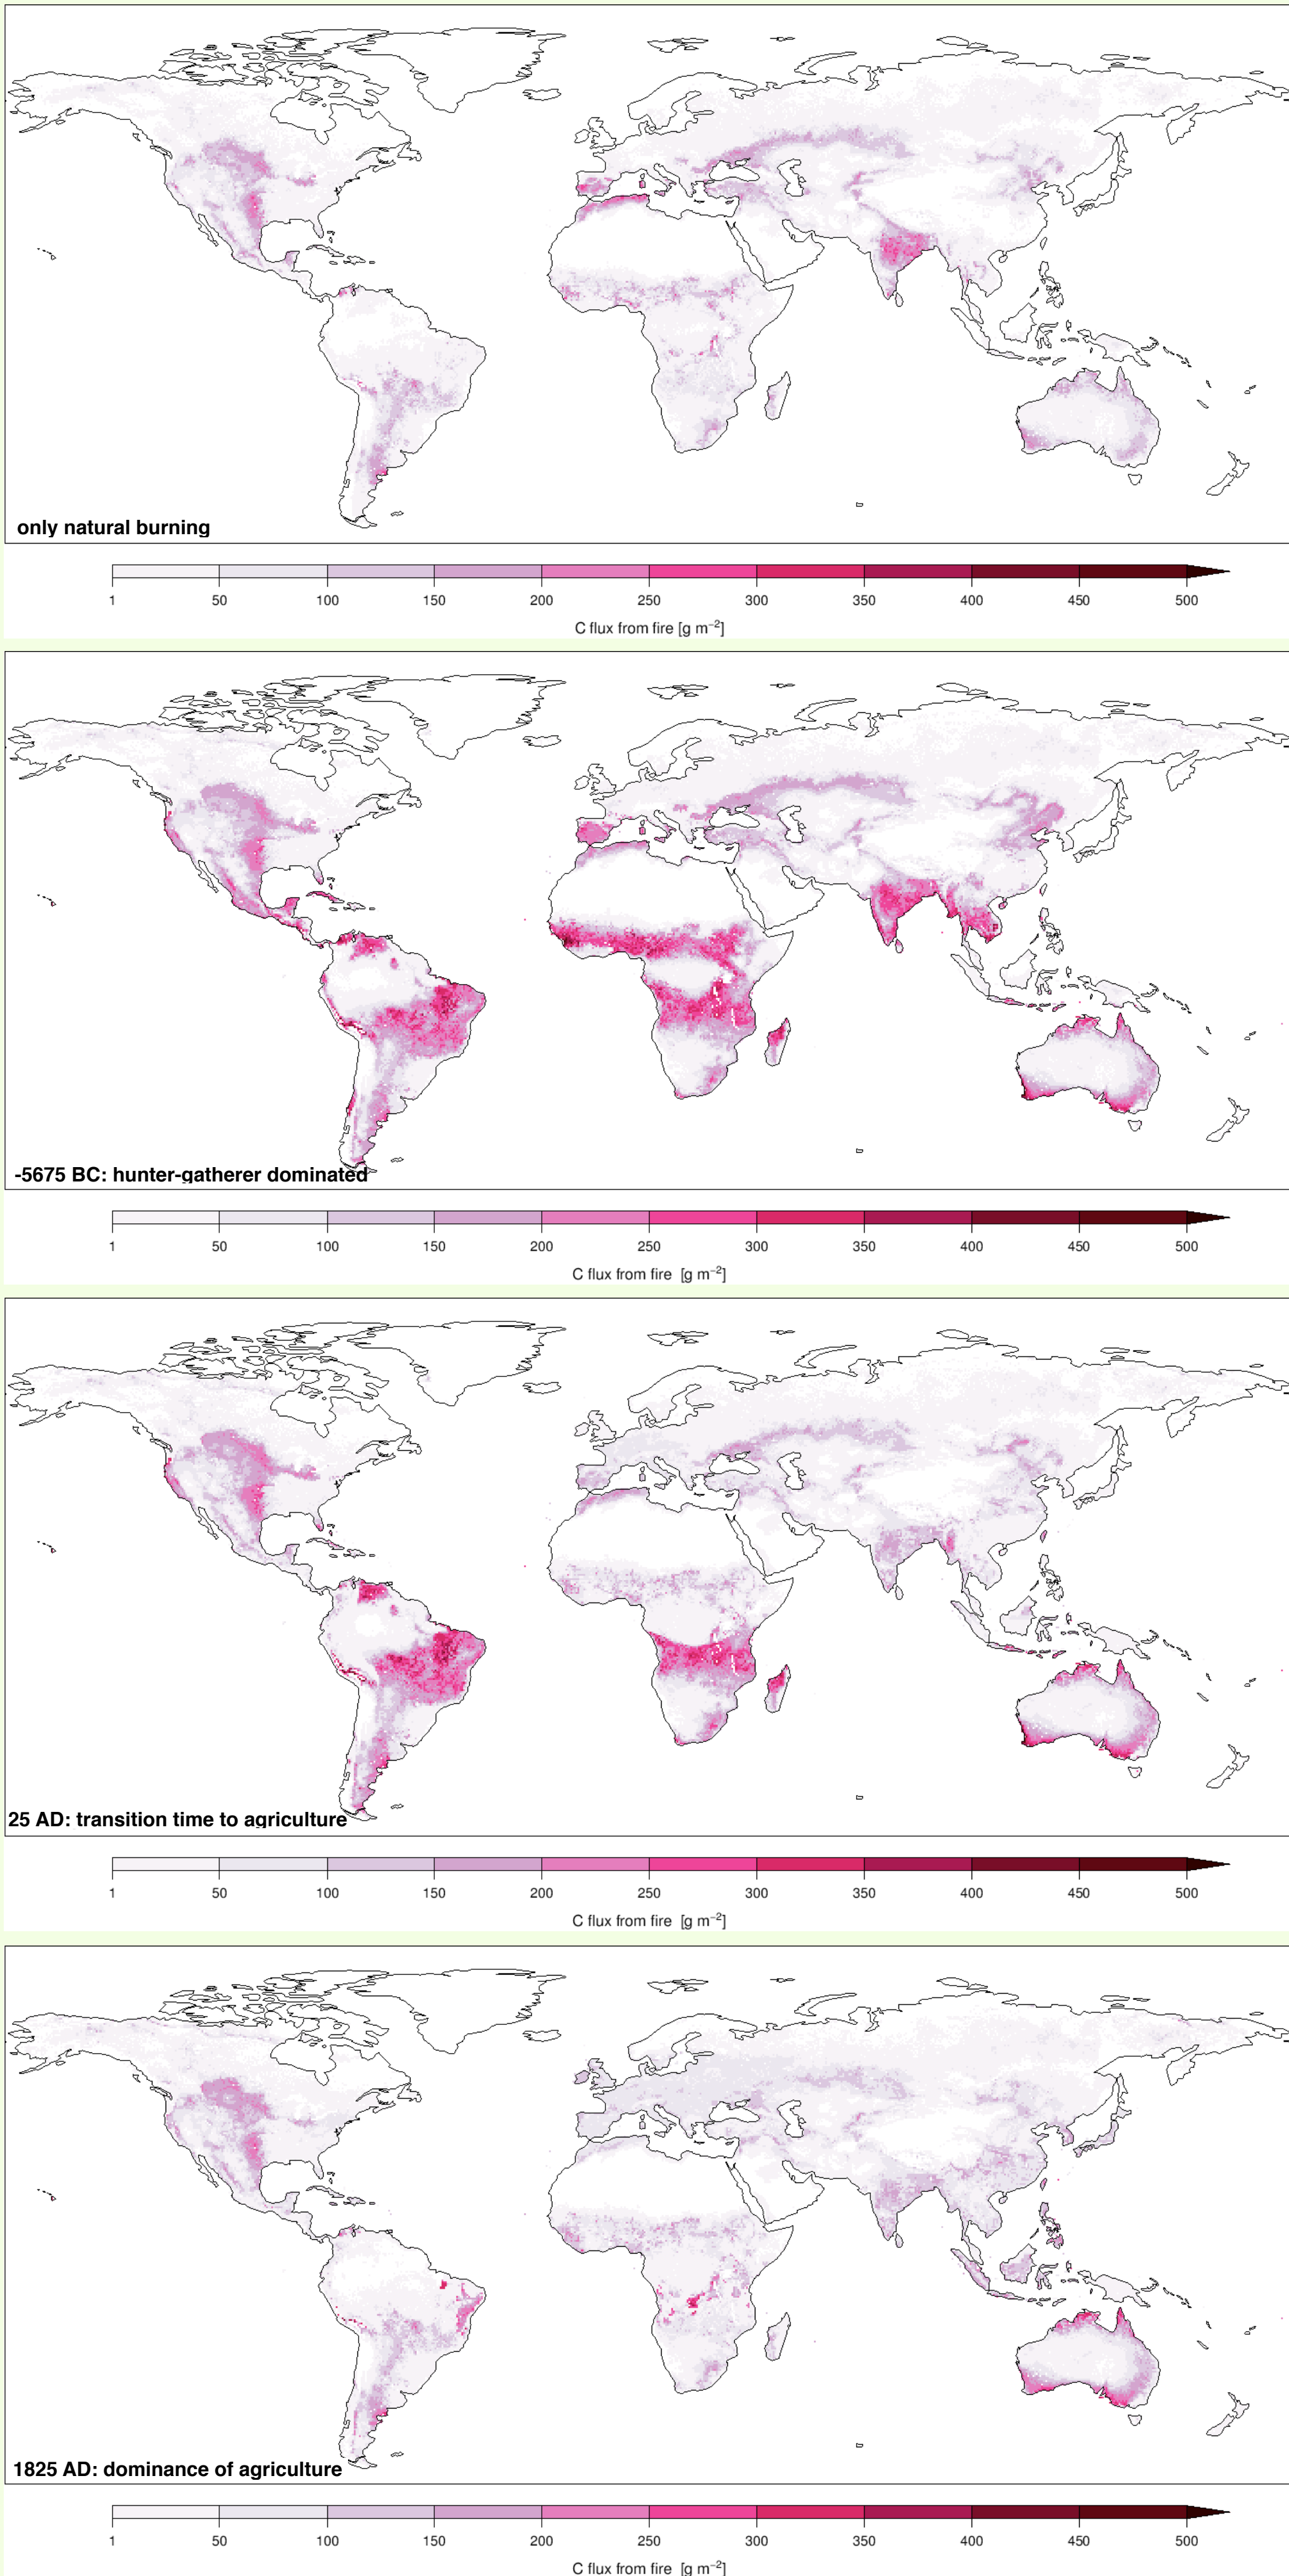 only natural burning
1 50 100 150 200 250 300 350 400 450 500
C flux from fire [g m⁻²]
-5675 BC: hunter-gatherer dominated
1 50 100 150 200 250 300 350 400 450 500
C flux from fire [g m⁻²]
25 AD: transition time to agriculture
1 50 100 150 200 250 300 350 400 450 500
C flux from fire [g m⁻²]
1825 AD: dominance of agriculture
1 50 100 150 200 250 300 350 400 450 500
C flux from fire [g m⁻²]